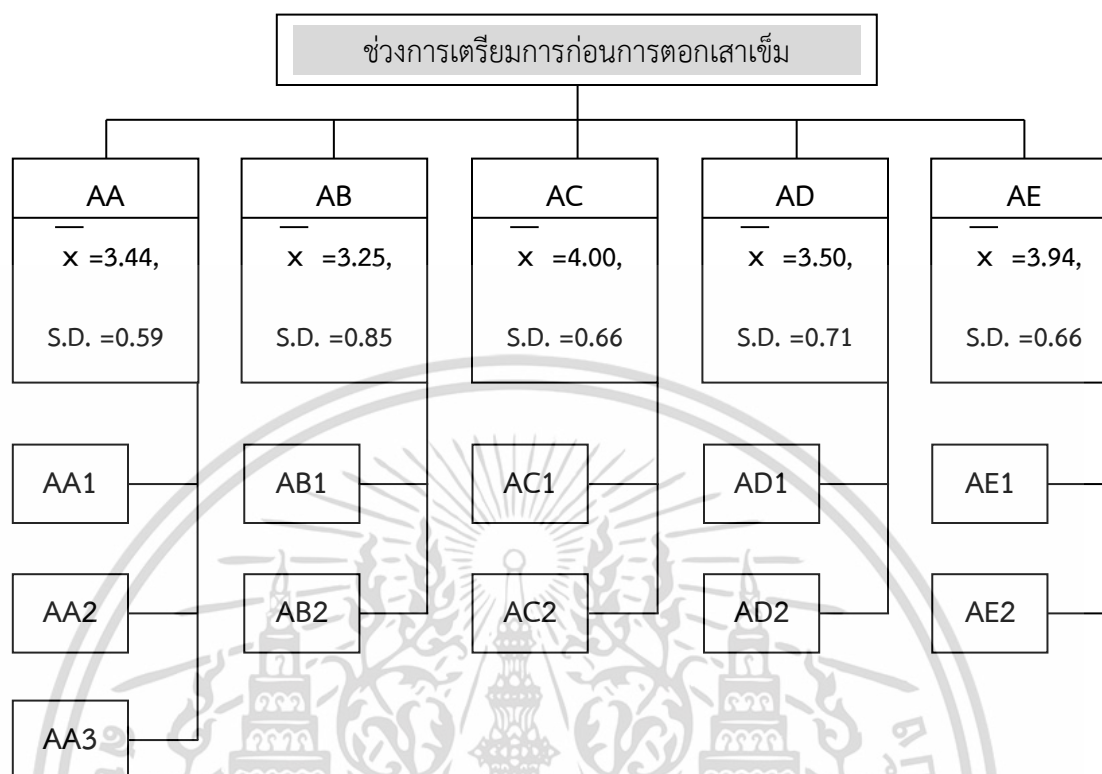 ช่วงการเตรียมการก่อนการตอกเสาเข็ม
AA
x̄ =3.44,
S.D. =0.59
AA1
AA2
AA3
AB
x̄ =3.25,
S.D. =0.85
AB1
AB2
AC
x̄ =4.00,
S.D. =0.66
AC1
AC2
AD
x̄ =3.50,
S.D. =0.71
AD1
AD2
AE
x̄ =3.94,
S.D. =0.66
AE1
AE2